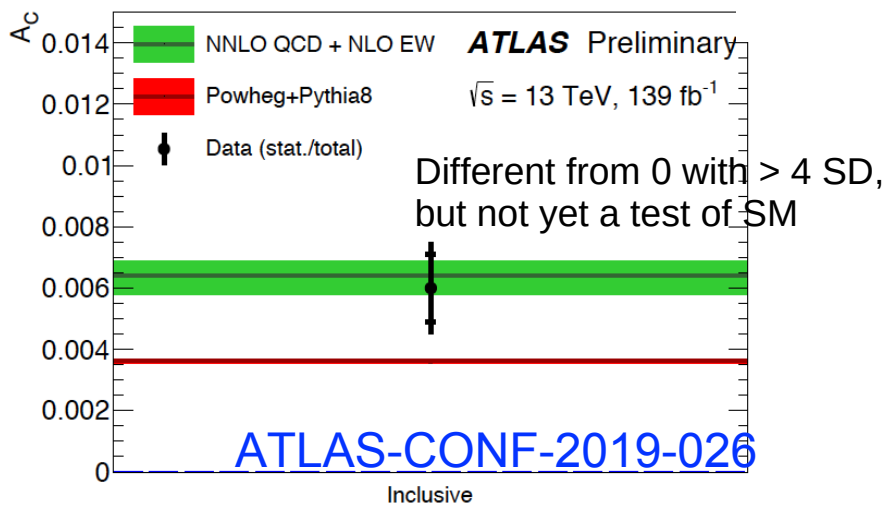 A_C
0.014
0.012
0.01
0.008
0.006
0.004
0.002
0
NNLO QCD + NLO EW
Powheg+Pythia8
Data (stat./total)
ATLAS Preliminary
√s = 13 TeV, 139 fb⁻¹
Different from 0 with > 4 SD,
but not yet a test of SM
ATLAS-CONF-2019-026
Inclusive